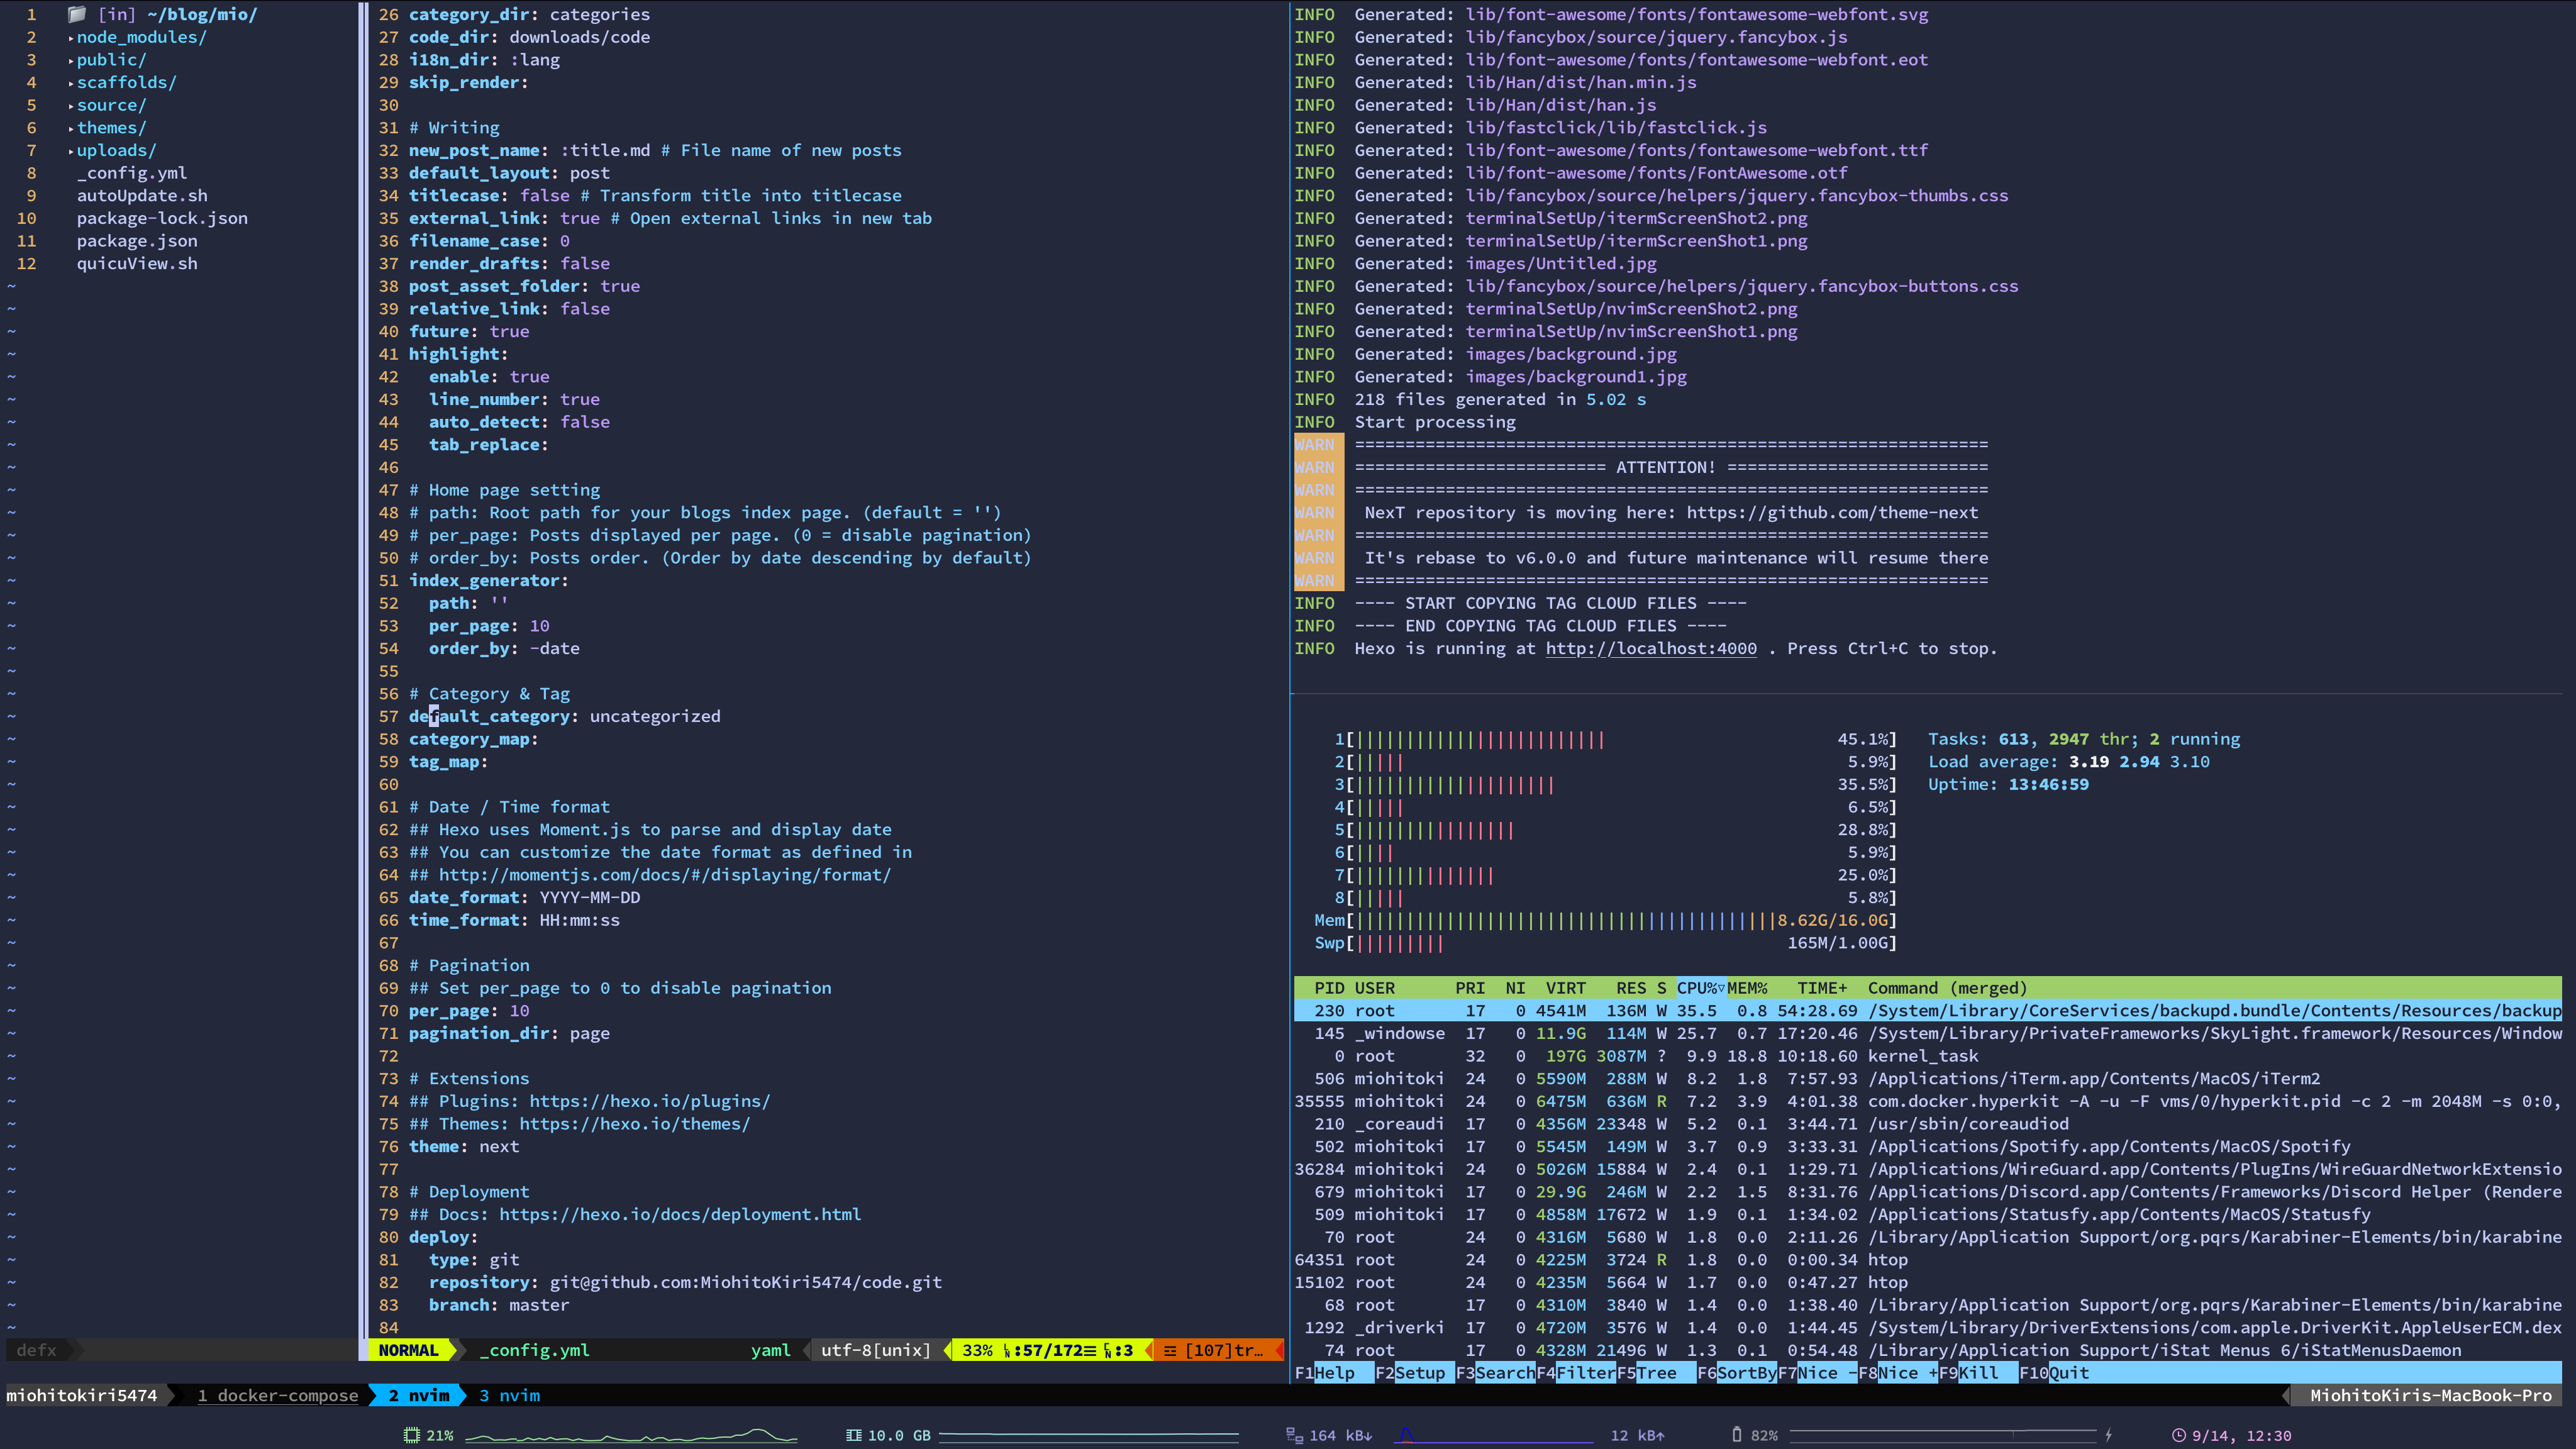 1 [in] ~/blog/mio/
2 ▸node_modules/
3 ▸public/
4 ▸scaffolds/
5 ▸source/
6 ▸themes/
7 ▸uploads/
8 _config.yml
9 autoUpdate.sh
10 package-lock.json
11 package.json
12 quicuView.sh
defx
26 category_dir: categories
27 code_dir: downloads/code
28 i18n_dir: :lang
29 skip_render:
30
31 # Writing
32 new_post_name: :title.md # File name of new posts
33 default_layout: post
34 titlecase: false # Transform title into titlecase
35 external_link: true # Open external links in new tab
36 filename_case: 0
37 render_drafts: false
38 post_asset_folder: true
39 relative_link: false
40 future: true
41 highlight:
42   enable: true
43   line_number: true
44   auto_detect: false
45   tab_replace:
46
47 # Home page setting
48 # path: Root path for your blogs index page. (default = '')
49 # per_page: Posts displayed per page. (0 = disable pagination)
50 # order_by: Posts order. (Order by date descending by default)
51 index_generator:
52   path: ''
53   per_page: 10
54   order_by: -date
55
56 # Category & Tag
57 default_category: uncategorized
58 category_map:
59 tag_map:
60
61 # Date / Time format
62 ## Hexo uses Moment.js to parse and display date
63 ## You can customize the date format as defined in
64 ## http://momentjs.com/docs/#/displaying/format/
65 date_format: YYYY-MM-DD
66 time_format: HH:mm:ss
67
68 # Pagination
69 ## Set per_page to 0 to disable pagination
70 per_page: 10
71 pagination_dir: page
72
73 # Extensions
74 ## Plugins: https://hexo.io/plugins/
75 ## Themes: https://hexo.io/themes/
76 theme: next
77
78 # Deployment
79 ## Docs: https://hexo.io/docs/deployment.html
80 deploy:
81   type: git
82   repository: git@github.com:MiohitoKiri5474/code.git
83   branch: master
84
NORMAL _config.yml yaml utf-8[unix] 33% :57/172 :3 [107]tr…
INFO Generated: lib/font-awesome/fonts/fontawesome-webfont.svg
INFO Generated: lib/fancybox/source/jquery.fancybox.js
INFO Generated: lib/font-awesome/fonts/fontawesome-webfont.eot
INFO Generated: lib/Han/dist/han.min.js
INFO Generated: lib/Han/dist/han.js
INFO Generated: lib/fastclick/lib/fastclick.js
INFO Generated: lib/font-awesome/fonts/fontawesome-webfont.ttf
INFO Generated: lib/font-awesome/fonts/FontAwesome.otf
INFO Generated: lib/fancybox/source/helpers/jquery.fancybox-thumbs.css
INFO Generated: terminalSetUp/itermScreenShot2.png
INFO Generated: terminalSetUp/itermScreenShot1.png
INFO Generated: images/Untitled.jpg
INFO Generated: lib/fancybox/source/helpers/jquery.fancybox-buttons.css
INFO Generated: terminalSetUp/nvimScreenShot2.png
INFO Generated: terminalSetUp/nvimScreenShot1.png
INFO Generated: images/background.jpg
INFO Generated: images/background1.jpg
INFO 218 files generated in 5.02 s
INFO Start processing
WARN ===============================================================
WARN ========================= ATTENTION! ==========================
WARN ===============================================================
WARN  NexT repository is moving here: https://github.com/theme-next
WARN ===============================================================
WARN  It's rebase to v6.0.0 and future maintenance will resume there
WARN ===============================================================
INFO ---- START COPYING TAG CLOUD FILES ----
INFO ---- END COPYING TAG CLOUD FILES ----
INFO Hexo is running at http://localhost:4000 . Press Ctrl+C to stop.
1[ 45.1%] Tasks: 613, 2947 thr; 2 running
2[ 5.9%] Load average: 3.19 2.94 3.10
3[ 35.5%] Uptime: 13:46:59
4[ 6.5%]
5[ 28.8%]
6[ 5.9%]
7[ 25.0%]
8[ 5.8%]
Mem[ 8.62G/16.0G]
Swp[ 165M/1.00G]
PID USER PRI NI VIRT RES S CPU%▽MEM% TIME+ Command (merged)
230 root 17 0 4541M 136M W 35.5 0.8 54:28.69 /System/Library/CoreServices/backupd.bundle/Contents/Resources/backup
145 _windowse 17 0 11.9G 114M W 25.7 0.7 17:20.46 /System/Library/PrivateFrameworks/SkyLight.framework/Resources/Window
0 root 32 0 197G 3087M ? 9.9 18.8 10:18.60 kernel_task
506 miohitoki 24 0 5590M 288M W 8.2 1.8 7:57.93 /Applications/iTerm.app/Contents/MacOS/iTerm2
35555 miohitoki 24 0 6475M 636M R 7.2 3.9 4:01.38 com.docker.hyperkit -A -u -F vms/0/hyperkit.pid -c 2 -m 2048M -s 0:0,
210 _coreaudi 17 0 4356M 23348 W 5.2 0.1 3:44.71 /usr/sbin/coreaudiod
502 miohitoki 17 0 5545M 149M W 3.7 0.9 3:33.31 /Applications/Spotify.app/Contents/MacOS/Spotify
36284 miohitoki 24 0 5026M 15884 W 2.4 0.1 1:29.71 /Applications/WireGuard.app/Contents/PlugIns/WireGuardNetworkExtensio
679 miohitoki 17 0 29.9G 246M W 2.2 1.5 8:31.76 /Applications/Discord.app/Contents/Frameworks/Discord Helper (Rendere
509 miohitoki 17 0 4858M 17672 W 1.9 0.1 1:34.02 /Applications/Statusfy.app/Contents/MacOS/Statusfy
70 root 24 0 4316M 5680 W 1.8 0.0 2:11.26 /Library/Application Support/org.pqrs/Karabiner-Elements/bin/karabine
64351 root 24 0 4225M 3724 R 1.8 0.0 0:00.34 htop
15102 root 24 0 4235M 5664 W 1.7 0.0 0:47.27 htop
68 root 17 0 4310M 3840 W 1.4 0.0 1:38.40 /Library/Application Support/org.pqrs/Karabiner-Elements/bin/karabine
1292 _driverki 17 0 4720M 3576 W 1.4 0.0 1:44.45 /System/Library/DriverExtensions/com.apple.DriverKit.AppleUserECM.dex
74 root 17 0 4328M 21496 W 1.3 0.1 0:54.48 /Library/Application Support/iStat Menus 6/iStatMenusDaemon
F1Help F2Setup F3SearchF4FilterF5Tree F6SortByF7Nice -F8Nice +F9Kill F10Quit
miohitokiri5474 1 docker-compose 2 nvim 3 nvim MiohitoKiris-MacBook-Pro
21% 10.0 GB 164 kB↓ 12 kB↑ 82% 9/14, 12:30